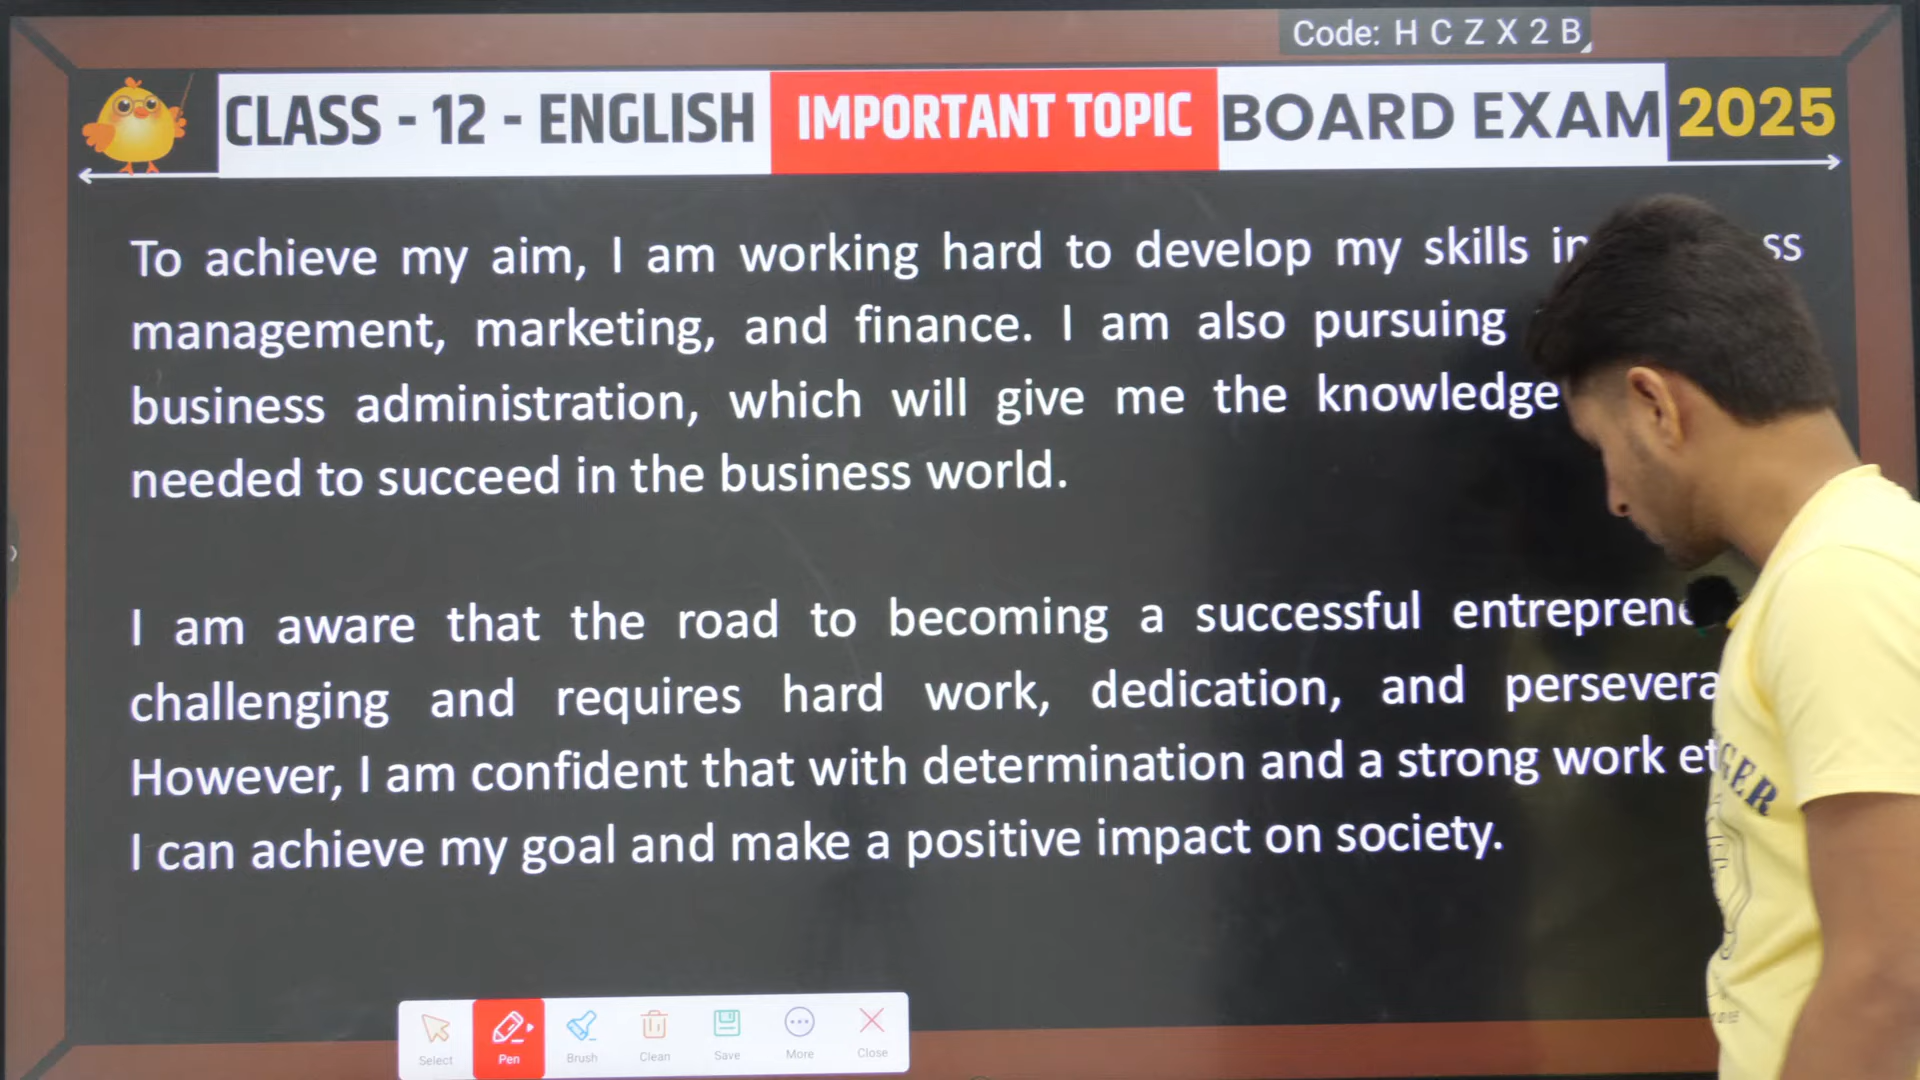 Code: H C Z X 2 B
CLASS - 12 - ENGLISH IMPORTANT TOPIC BOARD EXAM 2025
To achieve my aim, I am working hard to develop my skills
management, marketing, and finance. I am also pursuing
business administration, which will give me the knowledge
needed to succeed in the business world.
I am aware that the road to becoming a successful
challenging and requires hard work, dedication, and
However, I am confident that with determination and a strong work
I can achieve my goal and make a positive impact on society.
Select Pen Brush Clean Save More Close